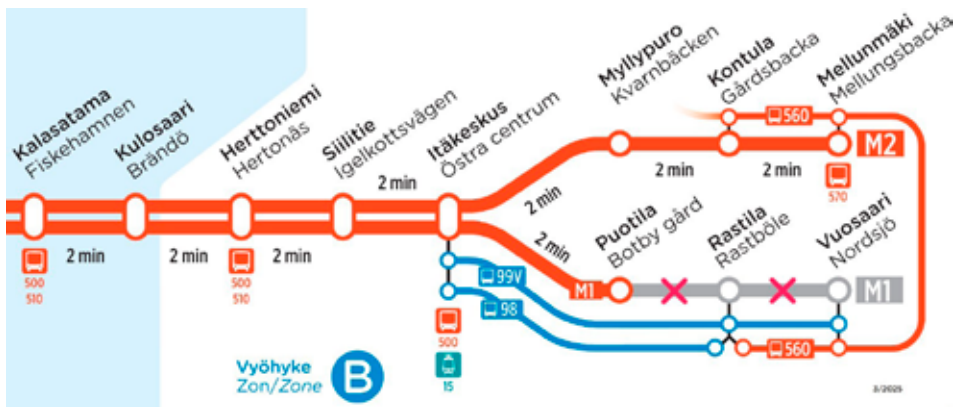 Kalasatama
Fiskehamnen
Kulosaari
Brändö
Herttoniemi
Hertonäs
Siilitie
Igelkottsvägen
Itäkeskus
Östra centrum
Myllypuro
Kvarnbäcken
Kontula
Gårdsbacka
Mellunmäki
Mellungsbacka
560
M2
2 min
2 min
2 min
2 min
570
2 min
2 min
2 min
2 min
2 min
Puotila
Botby gård
Rastila
Rastböle
Vuosaari
Nordsjö
500
510
500
510
99V
M1
M1
98
500
15
560
Vyöhyke
Zon/Zone
B
3/2025